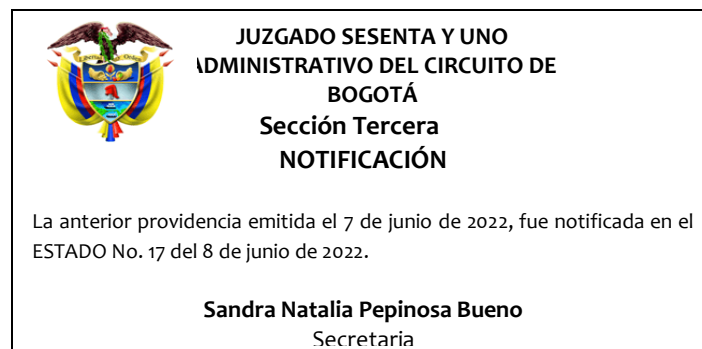 JUZGADO SESENTA Y UNO
ADMINISTRATIVO DEL CIRCUITO DE
BOGOTÁ
Sección Tercera
NOTIFICACIÓN
La anterior providencia emitida el 7 de junio de 2022, fue notificada en el
ESTADO No. 17 del 8 de junio de 2022.
Sandra Natalia Pepinosa Bueno
Secretaria